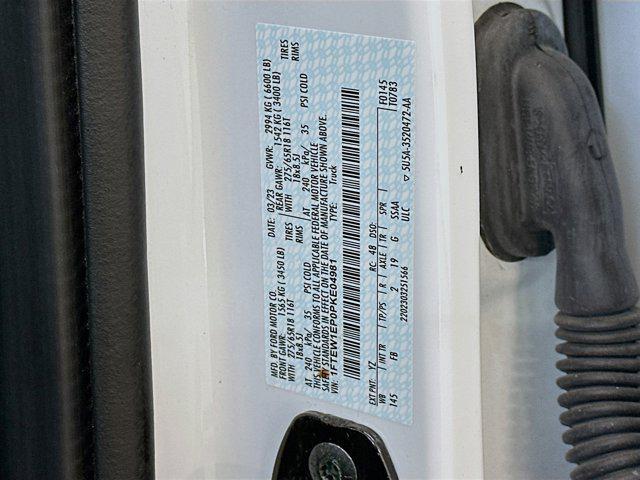 MFD. BY FORD MOTOR CO.
DATE: 03/23 GVWR: 2994 KG ( 6600 LB)
FRONT GAWR: 1565 KG ( 3450 LB) REAR GAWR: 1542 KG ( 3400 LB)
WITH 275/65R18 116T TIRES WITH 275/65R18 116T TIRES
18x8.5J RIMS 18x8.5J RIMS
AT 240 kPa/ 35 PSI COLD AT 240 kPa/ 35 PSI COLD
THIS VEHICLE CONFORMS TO ALL APPLICABLE FEDERAL MOTOR VEHICLE
SAFETY STANDARDS IN EFFECT ON THE DATE OF MANUFACTURE SHOWN ABOVE.
VIN: 1FTEW1EP0PKE04981 TYPE: Truck
EXT PNT: YZ RC: 48 DSO: F0145
WB INT TR TP/PS R AXLE TR SPR T0783
145 FB 2 19 G SSAA
ULC
2202303251566 SU5A-3520472-AA